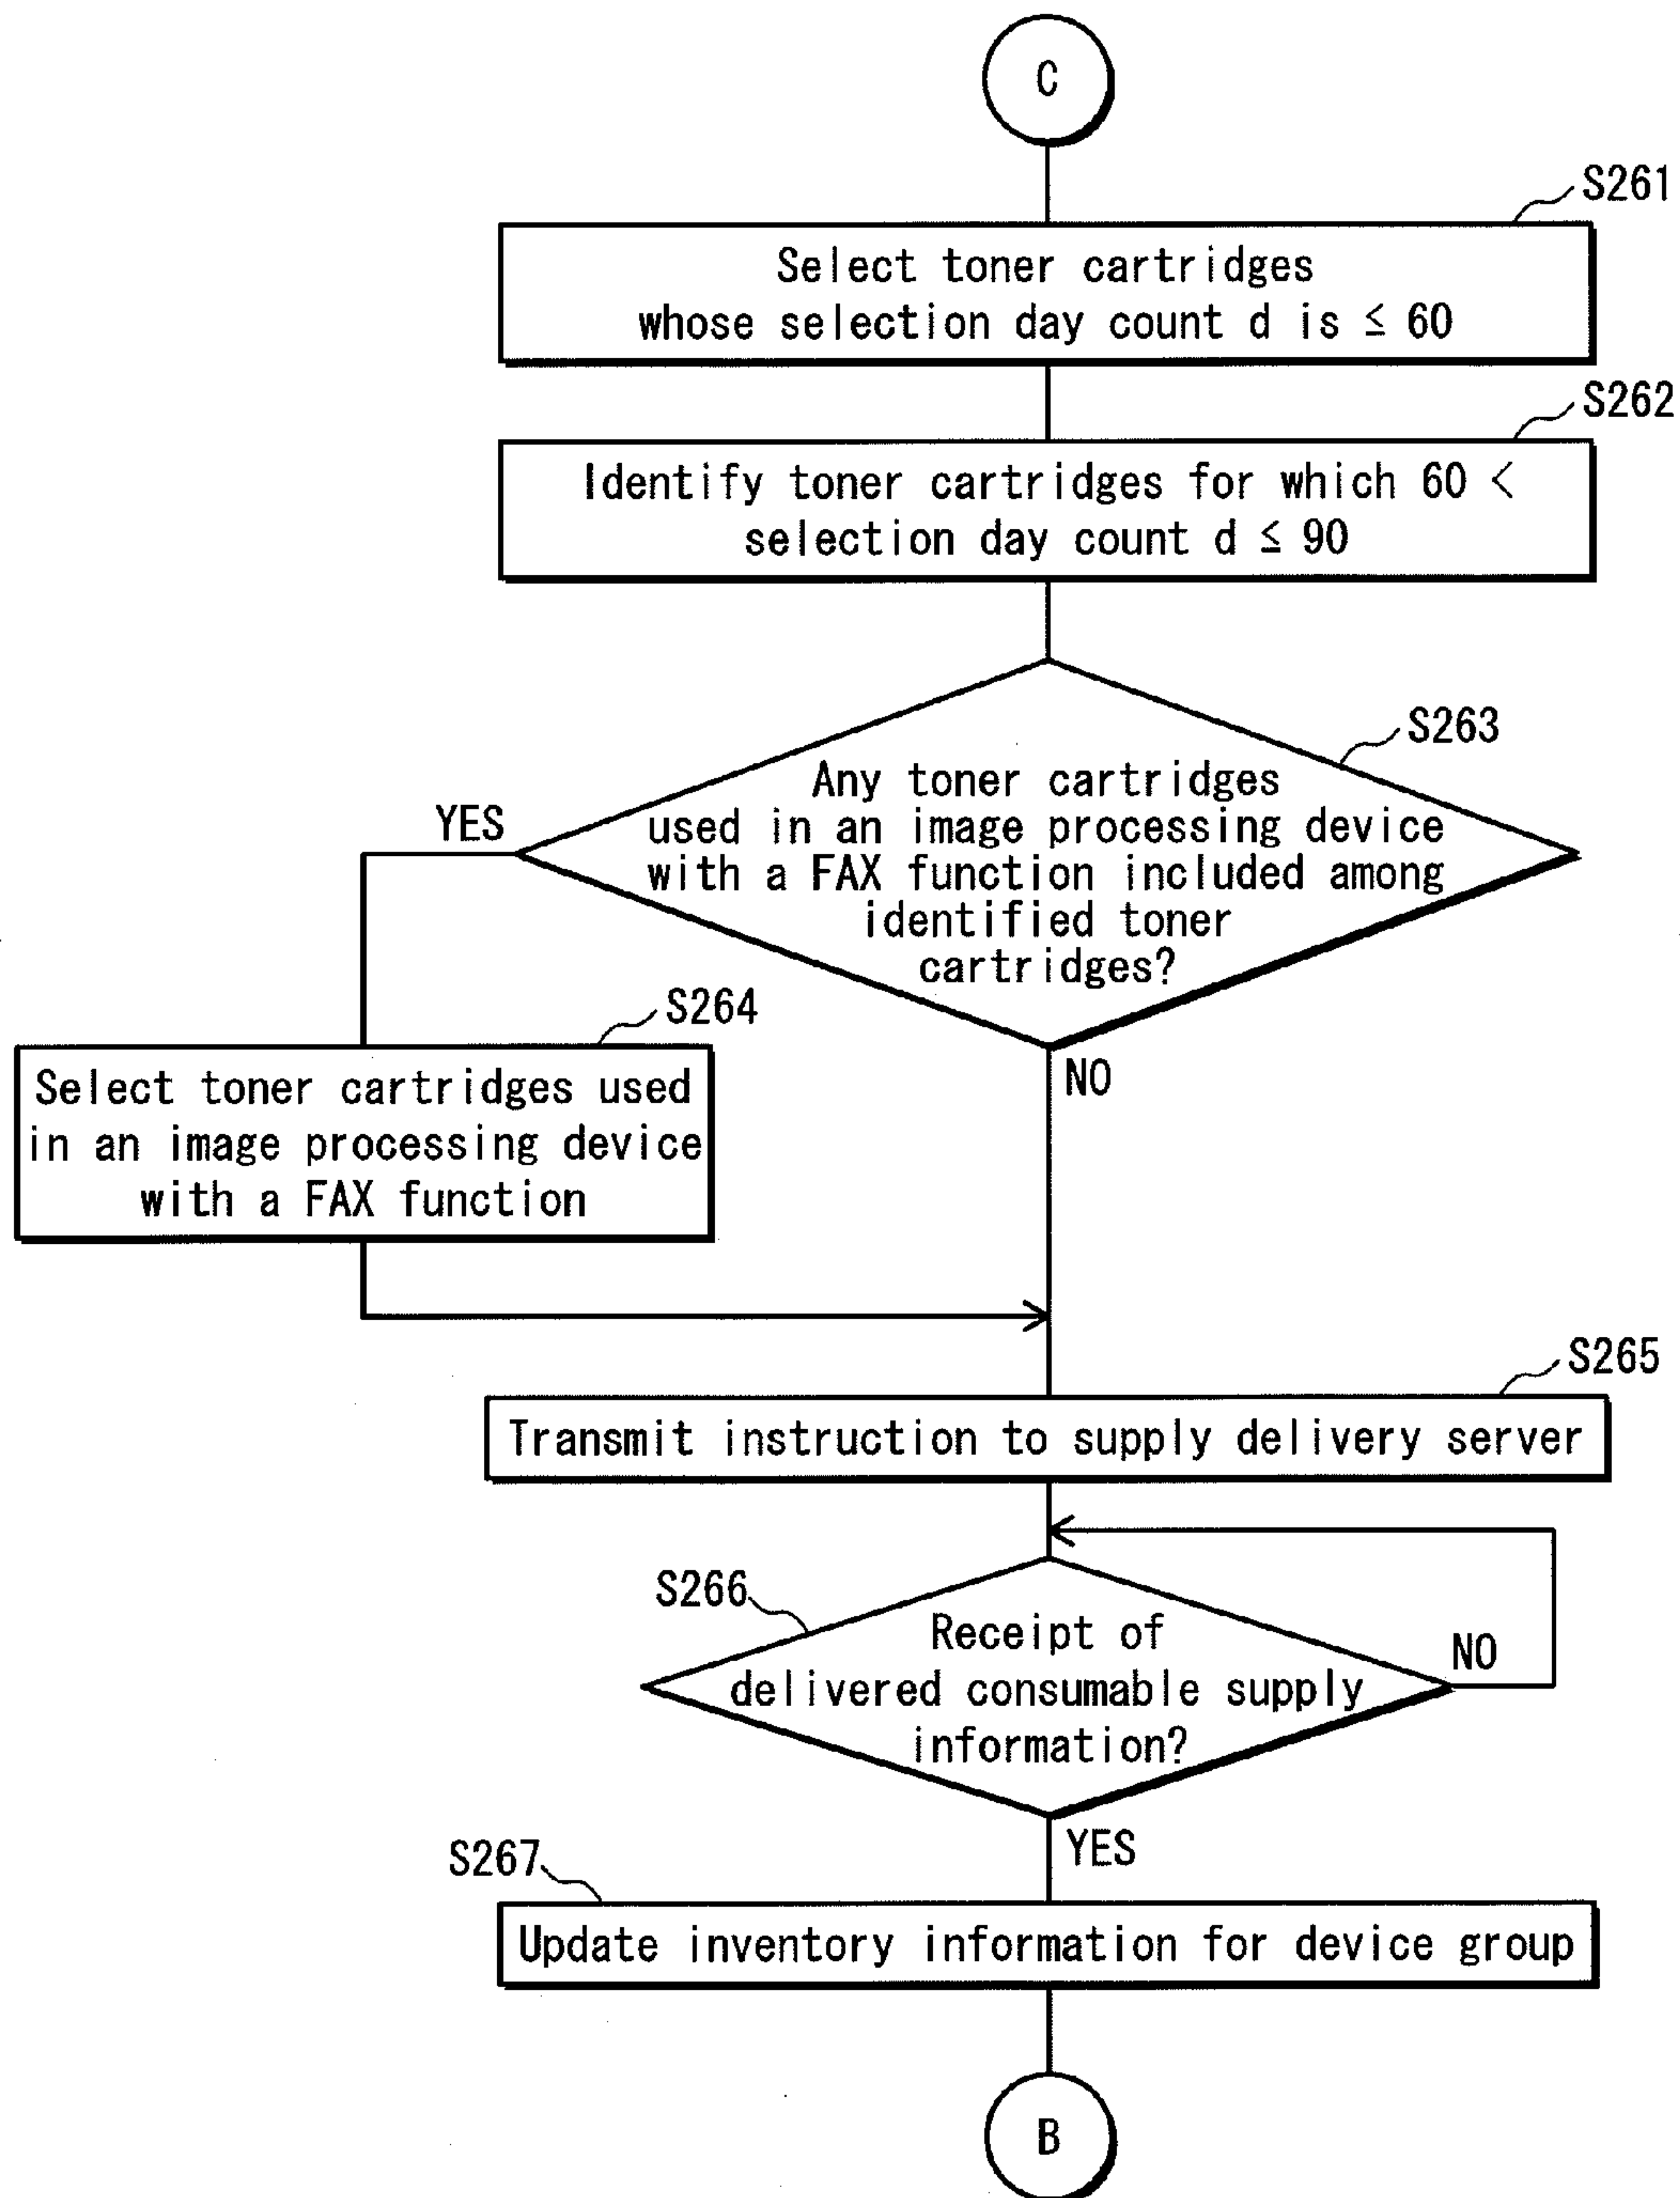 C
S261
Select toner cartridges
whose selection day count d is ≤ 60
S262
Identify toner cartridges for which 60 <
selection day count d ≤ 90
S263
Any toner cartridges
used in an image processing device
with a FAX function included among
identified toner
cartridges?
YES
NO
S264
Select toner cartridges used
in an image processing device
with a FAX function
S265
Transmit instruction to supply delivery server
S266
Receipt of
delivered consumable supply
information?
NO
YES
S267
Update inventory information for device group
B